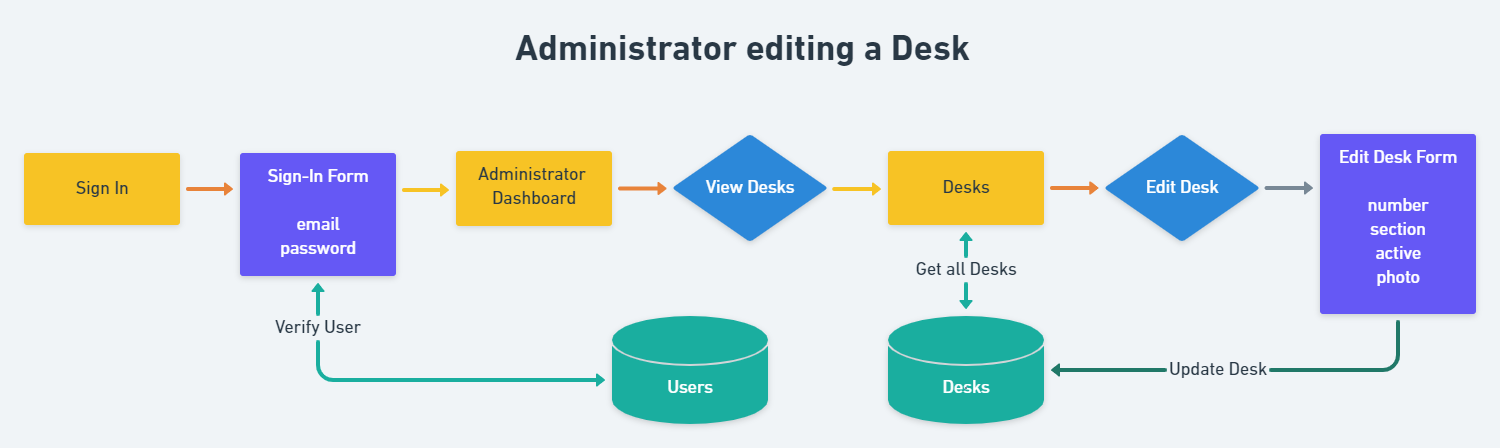 Administrator editing a Desk
Sign In
Sign-In Form
email
password
Administrator
Dashboard
View Desks
Desks
Edit Desk
Edit Desk Form
number
section
active
photo
Verify User
Get all Desks
Users
Desks
Update Desk